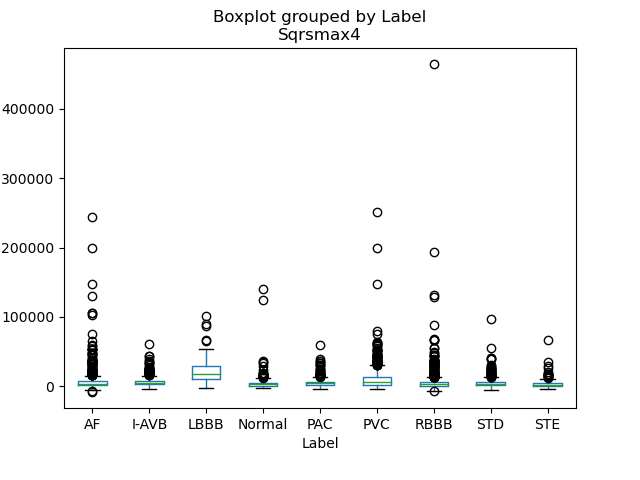 Boxplot grouped by Label
Sqrsmax4
400000
300000
200000
100000
0
AF I-AVB LBBB Normal PAC PVC RBBB STD STE
Label